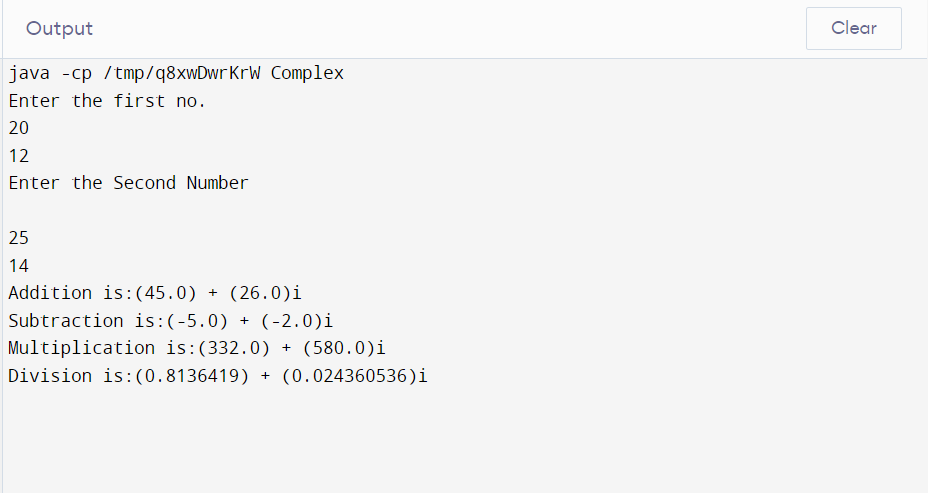 Output
Clear
java -cp /tmp/q8xwDwrKrW Complex
Enter the first no.
20
12
Enter the Second Number
25
14
Addition is:(45.0) + (26.0)i
Subtraction is:(-5.0) + (-2.0)i
Multiplication is:(332.0) + (580.0)i
Division is:(0.8136419) + (0.024360536)i